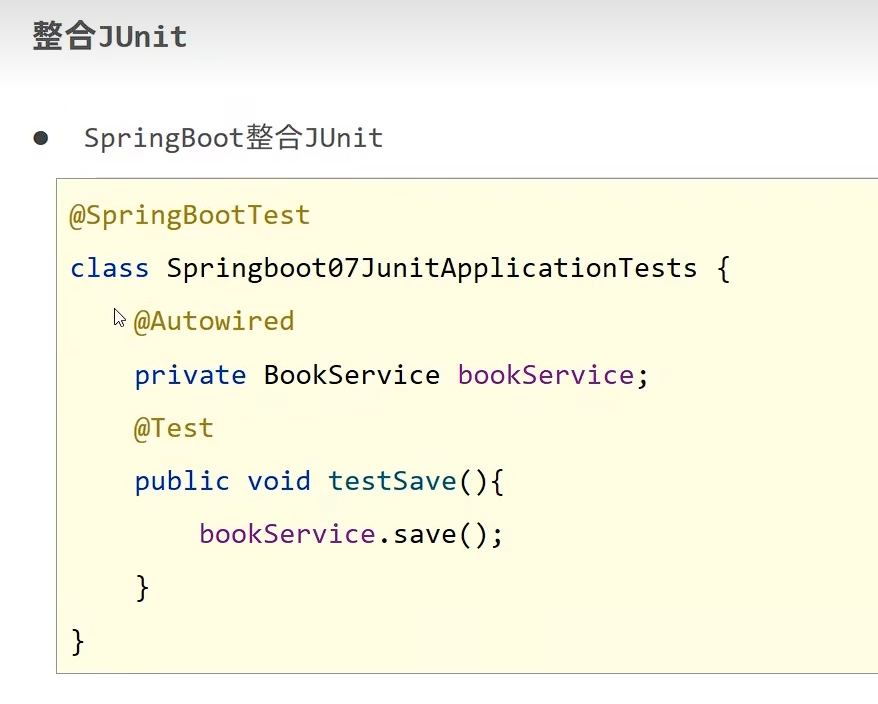 整合JUnit
● SpringBoot整合JUnit
@SpringBootTest
class Springboot07JunitApplicationTests {
    @Autowired
    private BookService bookService;
    @Test
    public void testSave(){
        bookService.save();
    }
}